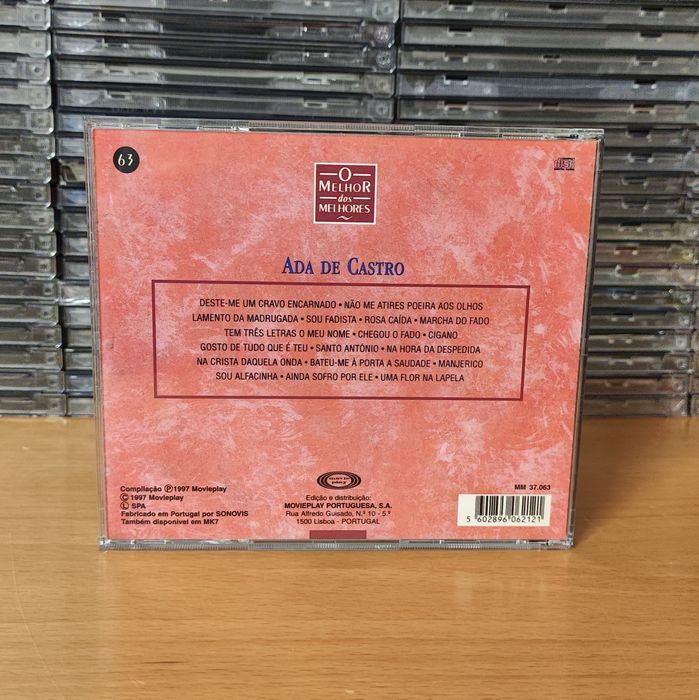 63
O
MELHOR
dos
MELHORES
ADA DE CASTRO
DESTE-ME UM CRAVO ENCARNADO • NÃO ME ATIRES POEIRA AOS OLHOS
LAMENTO DA MADRUGADA • SOU FADISTA • ROSA CAÍDA • MARCHA DO FADO
TEM TRÊS LETRAS O MEU NOME • CHEGOU O FADO • CIGANO
GOSTO DE TUDO QUE É TEU • SANTO ANTÓNIO • NA HORA DA DESPEDIDA
NA CRISTA DAQUELA ONDA • BATEU-ME À PORTA A SAUDADE • MANJERICO
SOU ALFACINHA • AINDA SOFRO POR ELE • UMA FLOR NA LAPELA
Compilação Ⓟ 1997 Movieplay
Ⓒ 1997 Movieplay
Ⓛ SPA
Fabricado em Portugal por SONOVIS
Também disponível em MK7
movie
play
Edição e distribuição:
MOVIEPLAY PORTUGUESA, S.A.
Rua Alfredo Guisado, N.º 10 - 5.º
1500 Lisboa - PORTUGAL
MM 37.063
5 602896 062121